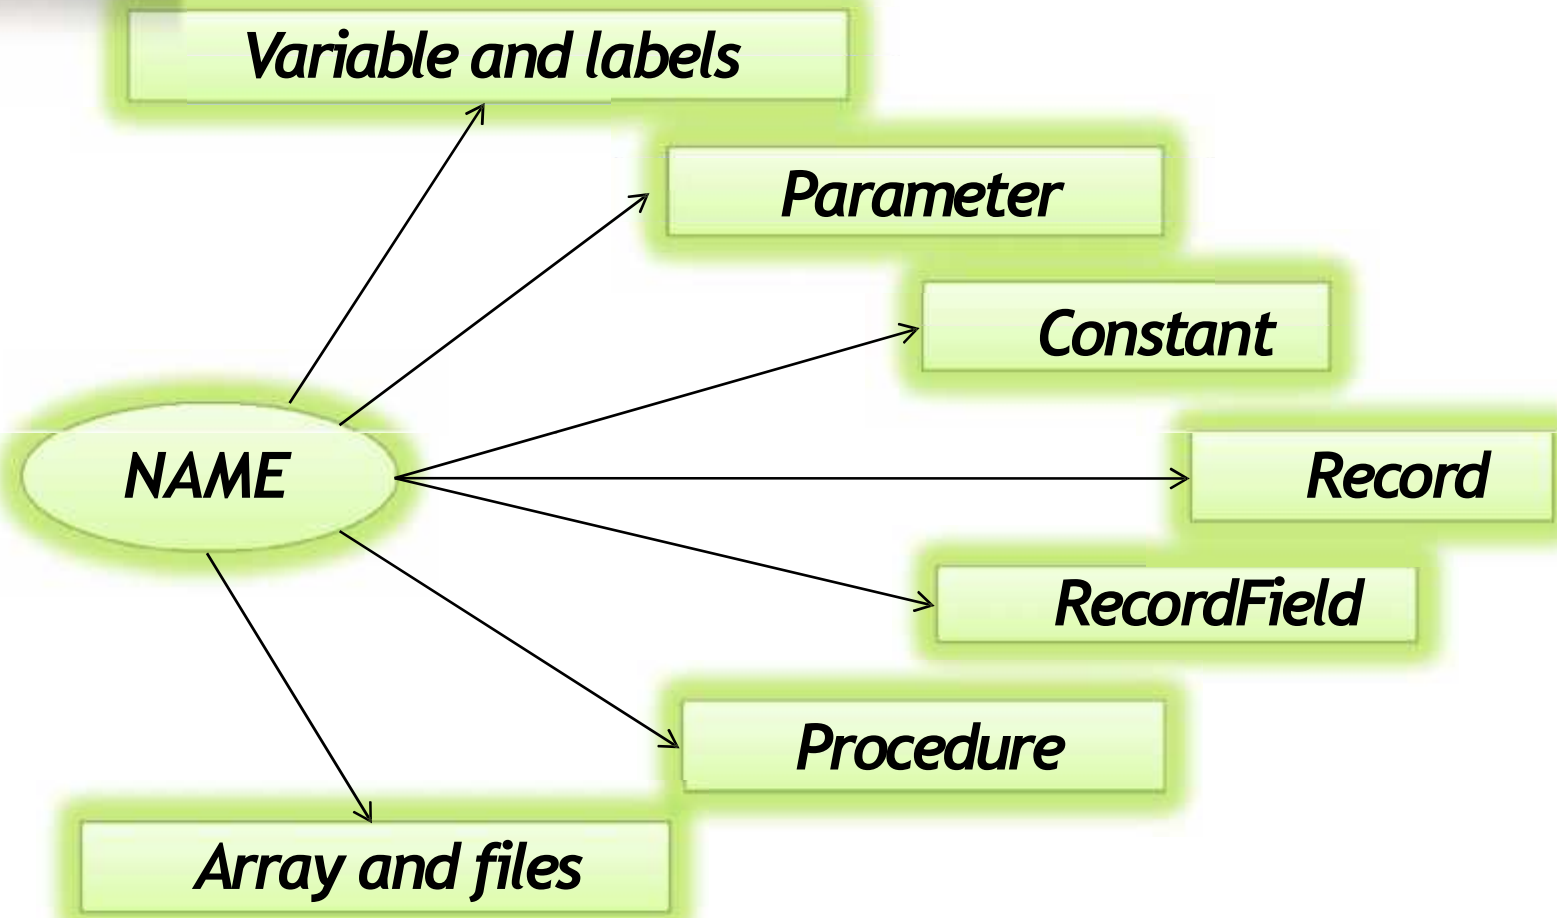 Variable and labels
Parameter
Constant
NAME
Record
RecordField
Procedure
Array and files